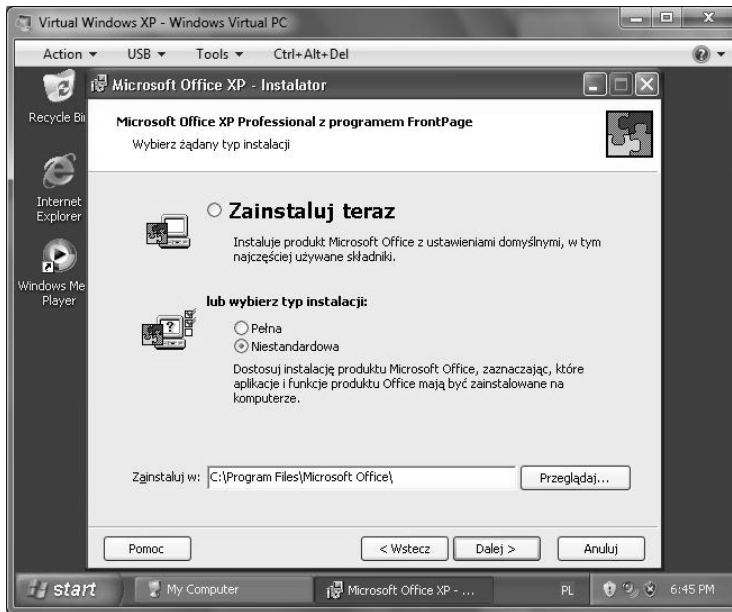 Virtual Windows XP - Windows Virtual PC
Action USB Tools Ctrl+Alt+Del
Microsoft Office XP - Instalator
Recycle Bi
Microsoft Office XP Professional z programem FrontPage
Wybierz żądany typ instalacji
Internet
Explorer
Zainstaluj teraz
Instaluje produkt Microsoft Office z ustawieniami domyślnymi, w tym
najczęściej używane składniki.
Windows Me
Player
lub wybierz typ instalacji:
Pełna
Niestandardowa
Dostosuj instalację produktu Microsoft Office, zaznaczając, które
aplikacje i funkcje produktu Office mają być zainstalowane na
komputerze.
Zainstaluj w: C:\Program Files\Microsoft Office\ Przeglądaj...
Pomoc < Wstecz Dalej > Anuluj
start My Computer Microsoft Office XP - ... PL 6:45 PM